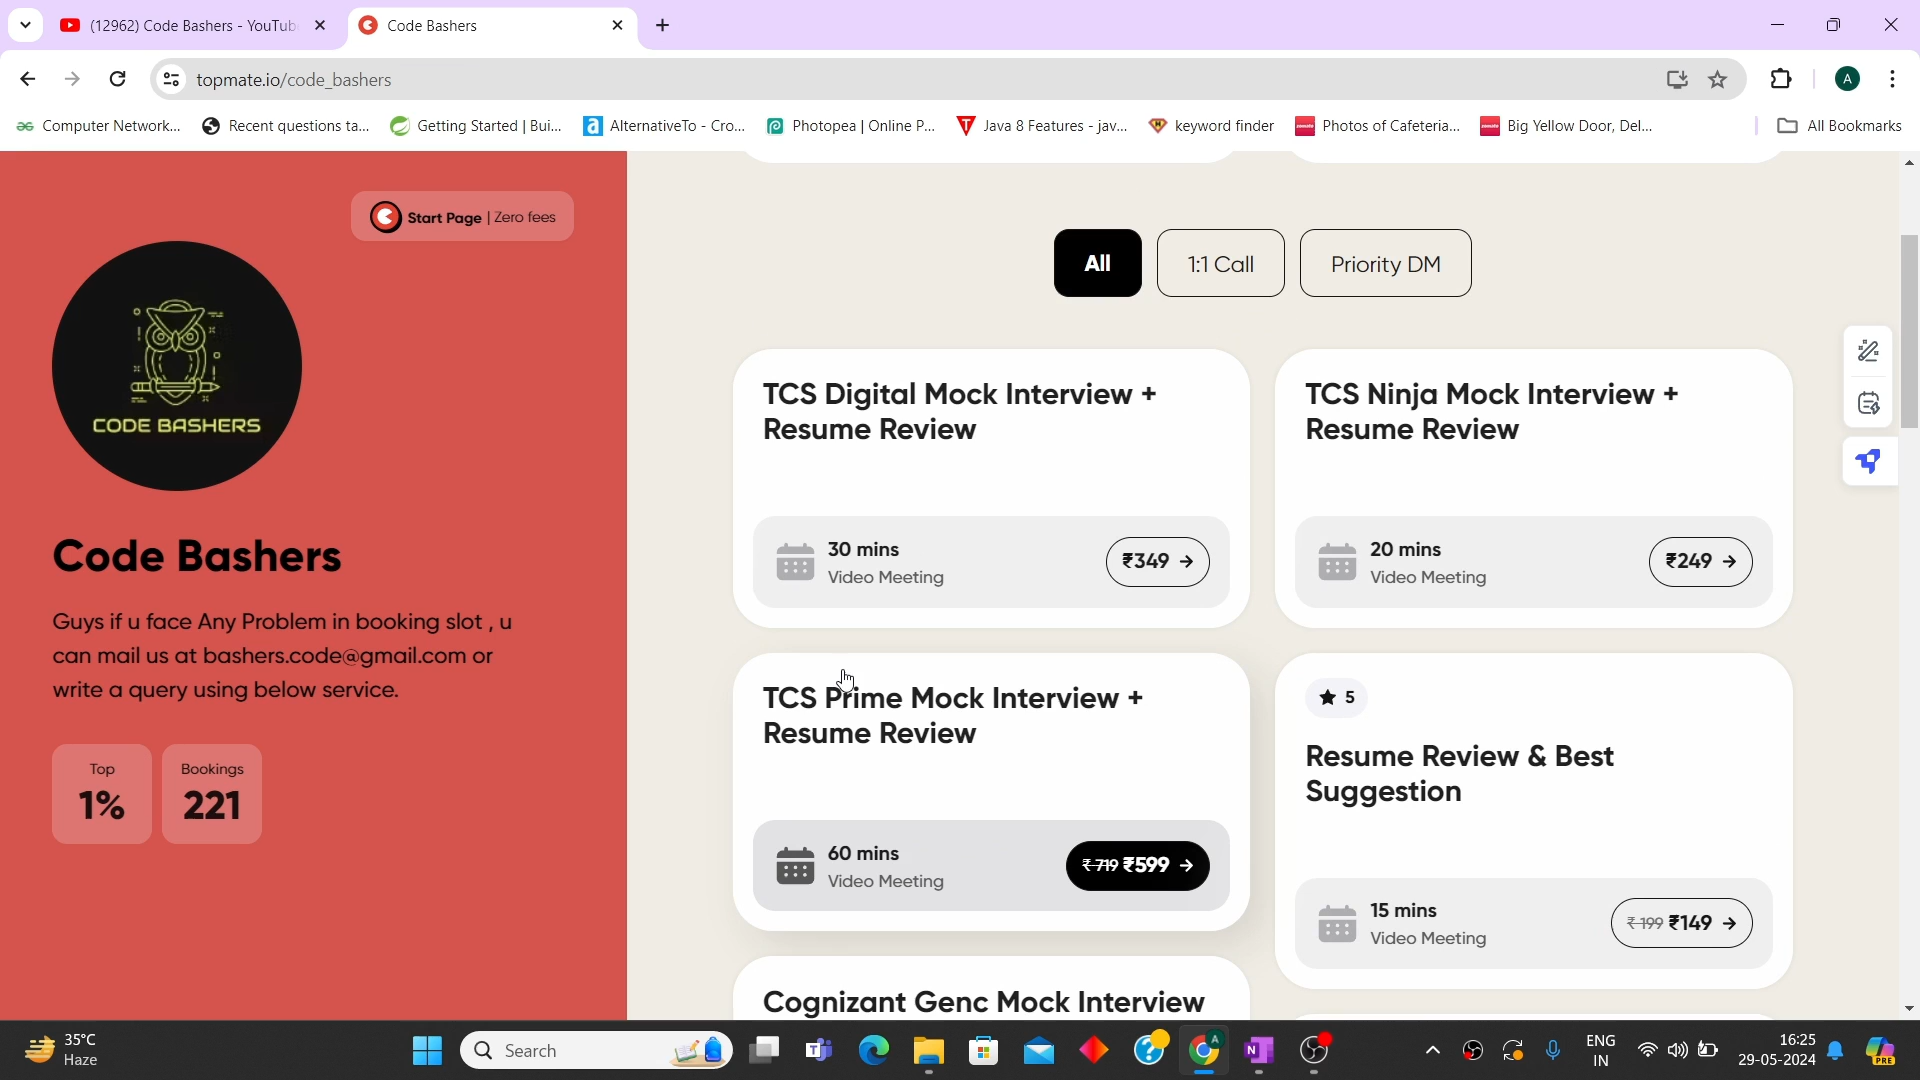 (12962) Code Bashers - YouTub
Code Bashers
topmate.io/code_bashers
A
Computer Network...
Recent questions ta...
Getting Started | Bui...
AlternativeTo - Cro...
Photopea | Online P...
Java 8 Features - jav...
keyword finder
Photos of Cafeteria...
Big Yellow Door, Del...
All Bookmarks
Start Page | Zero fees
CODE BASHERS
Code Bashers
Guys if u face Any Problem in booking slot , u
can mail us at bashers.code@gmail.com or
write a query using below service.
Top
1%
Bookings
221
All
1:1 Call
Priority DM
TCS Digital Mock Interview +
Resume Review
30 mins
Video Meeting
₹349
TCS Ninja Mock Interview +
Resume Review
20 mins
Video Meeting
₹249
TCS Prime Mock Interview +
Resume Review
60 mins
Video Meeting
₹719 ₹599
5
Resume Review & Best
Suggestion
15 mins
Video Meeting
₹199 ₹149
Cognizant Genc Mock Interview
35°C
Haze
Search
ENG
IN
16:25
29-05-2024
PRE